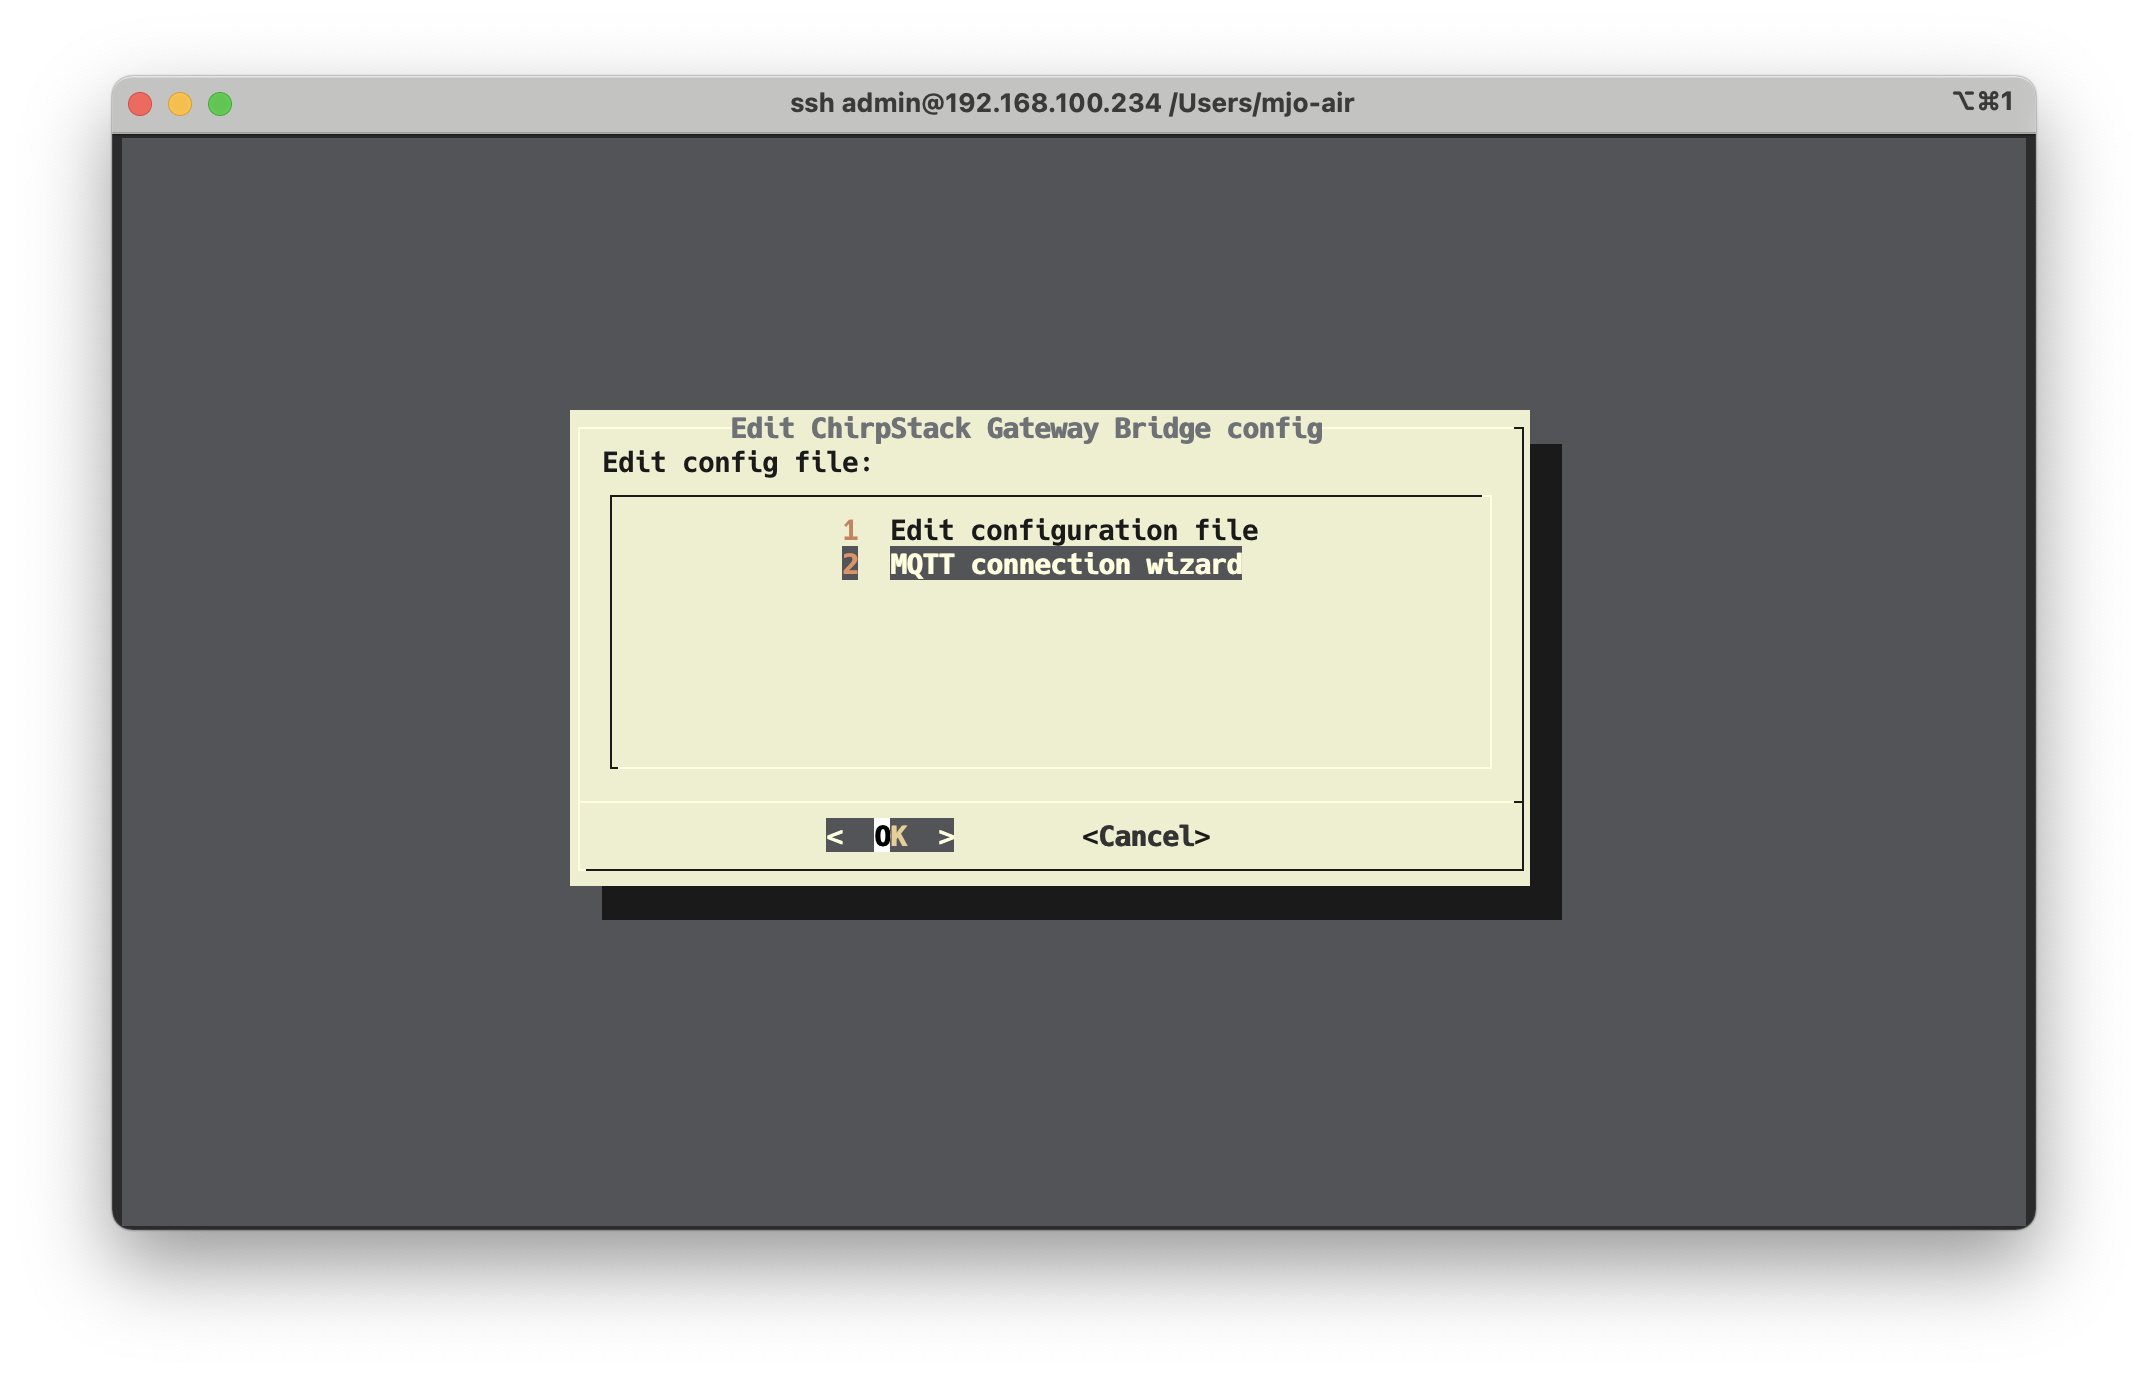 ssh admin@192.168.100.234 /Users/mjo-air
⌥⌘1
Edit ChirpStack Gateway Bridge config
Edit config file:
1 Edit configuration file
2 MQTT connection wizard
<  OK  > <Cancel>